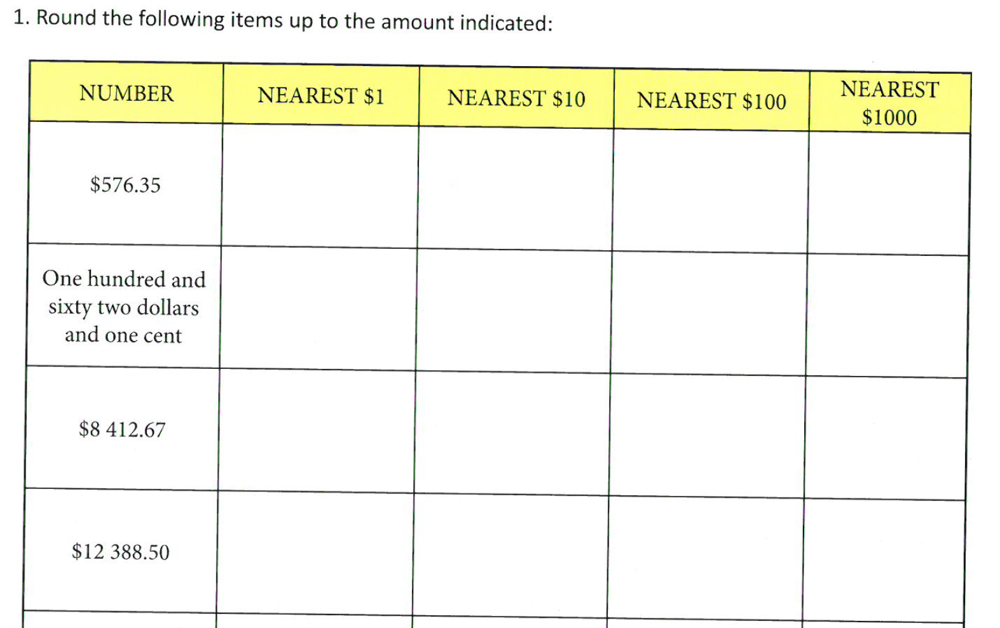 1. Round the following items up to the amount indicated:
NUMBER
NEAREST $1
NEAREST $10
NEAREST $100
NEAREST
$1000
$576.35
One hundred and
sixty two dollars
and one cent
$8 412.67
$12 388.50